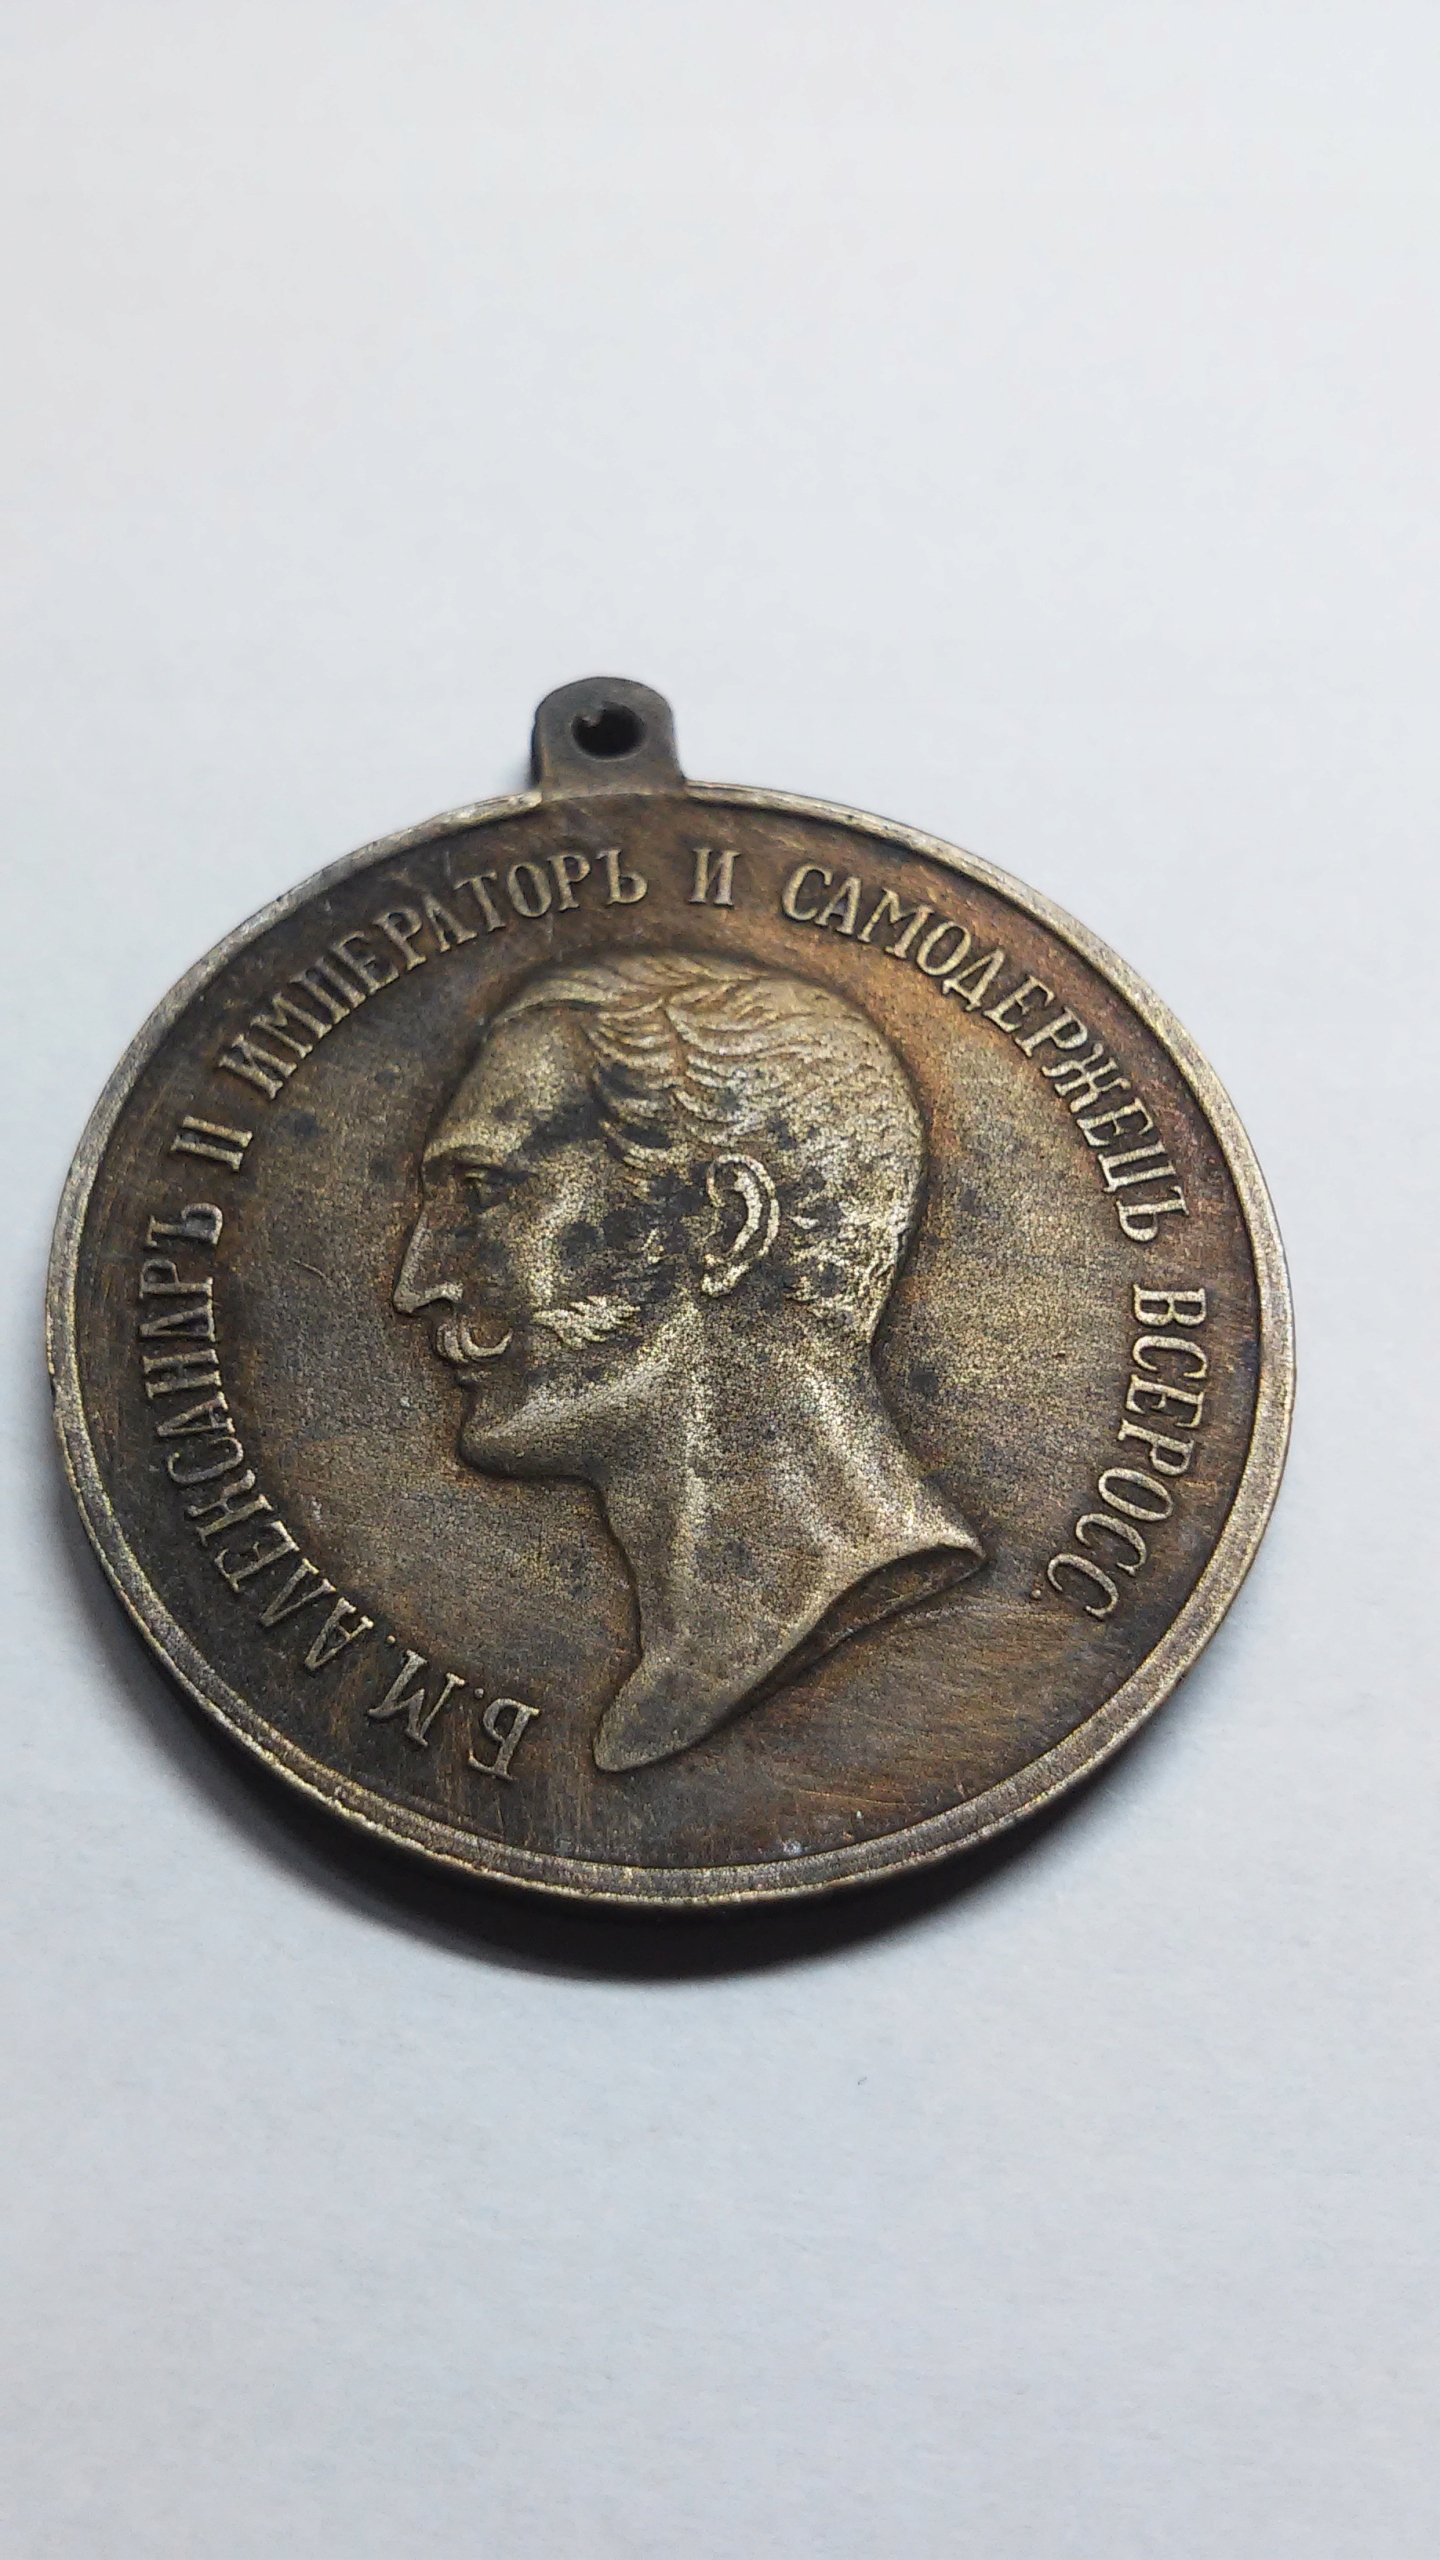 Б.М.АЛЕКСАНДРЪ II ИМПЕРАТОРЪ И САМОДЕРЖЕЦЪ ВСЕРОСС.